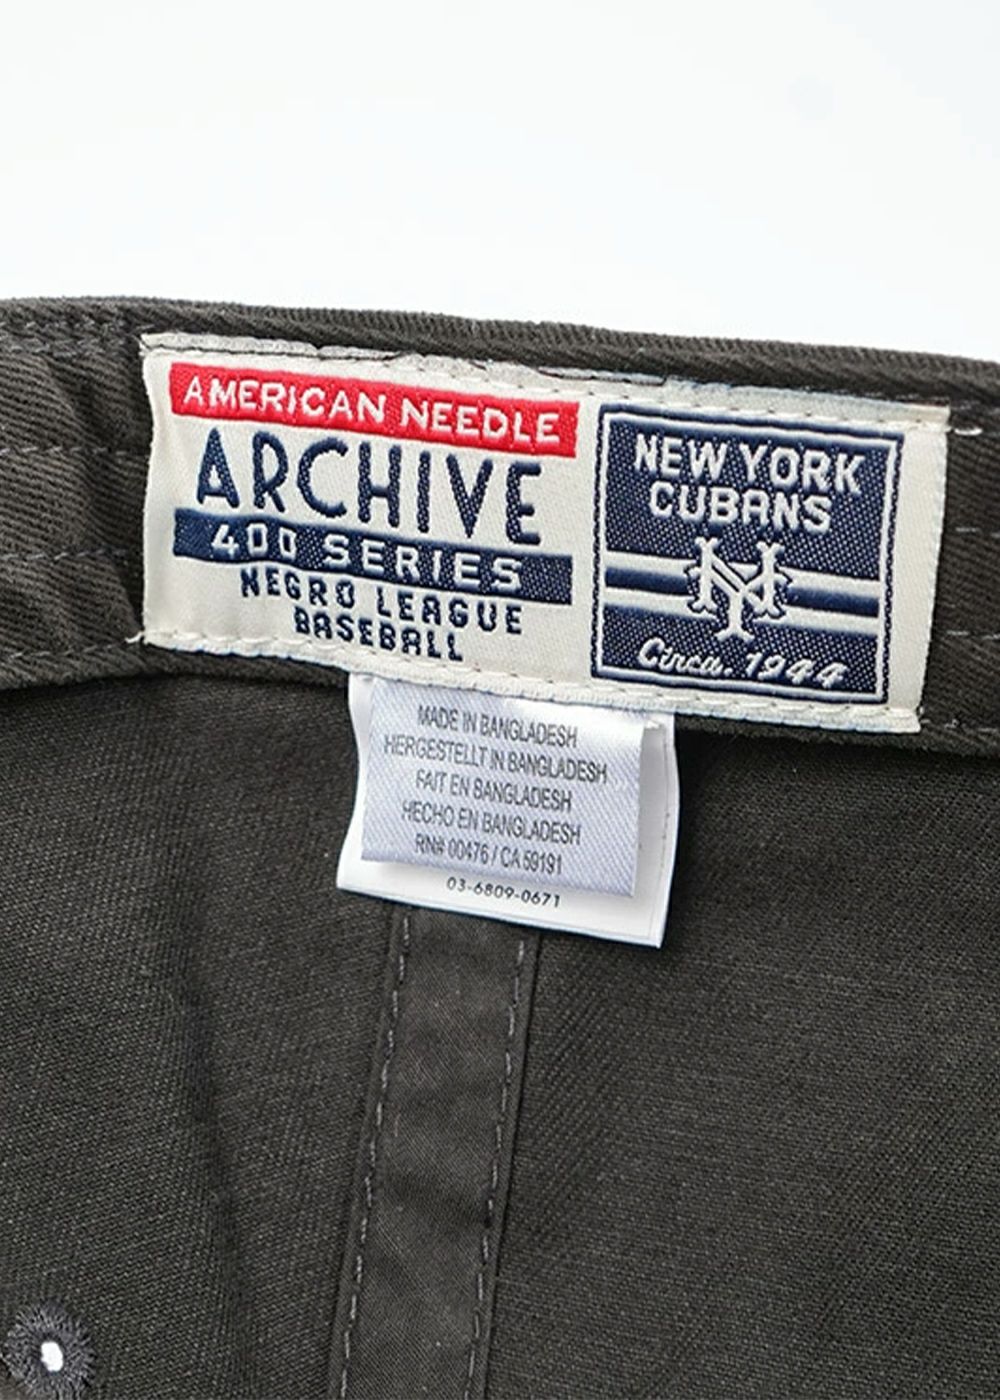 AMERICAN NEEDLE
ARCHIVE
400 SERIES
NEGRO LEAGUE
BASEBALL
NEW YORK
CUBANS
NY
Circa. 1944
MADE IN BANGLADESH
HERGESTELLT IN BANGLADESH
FAIT EN BANGLADESH
HECHO EN BANGLADESH
RN# 00476 / CA 59191
03-6809-0671